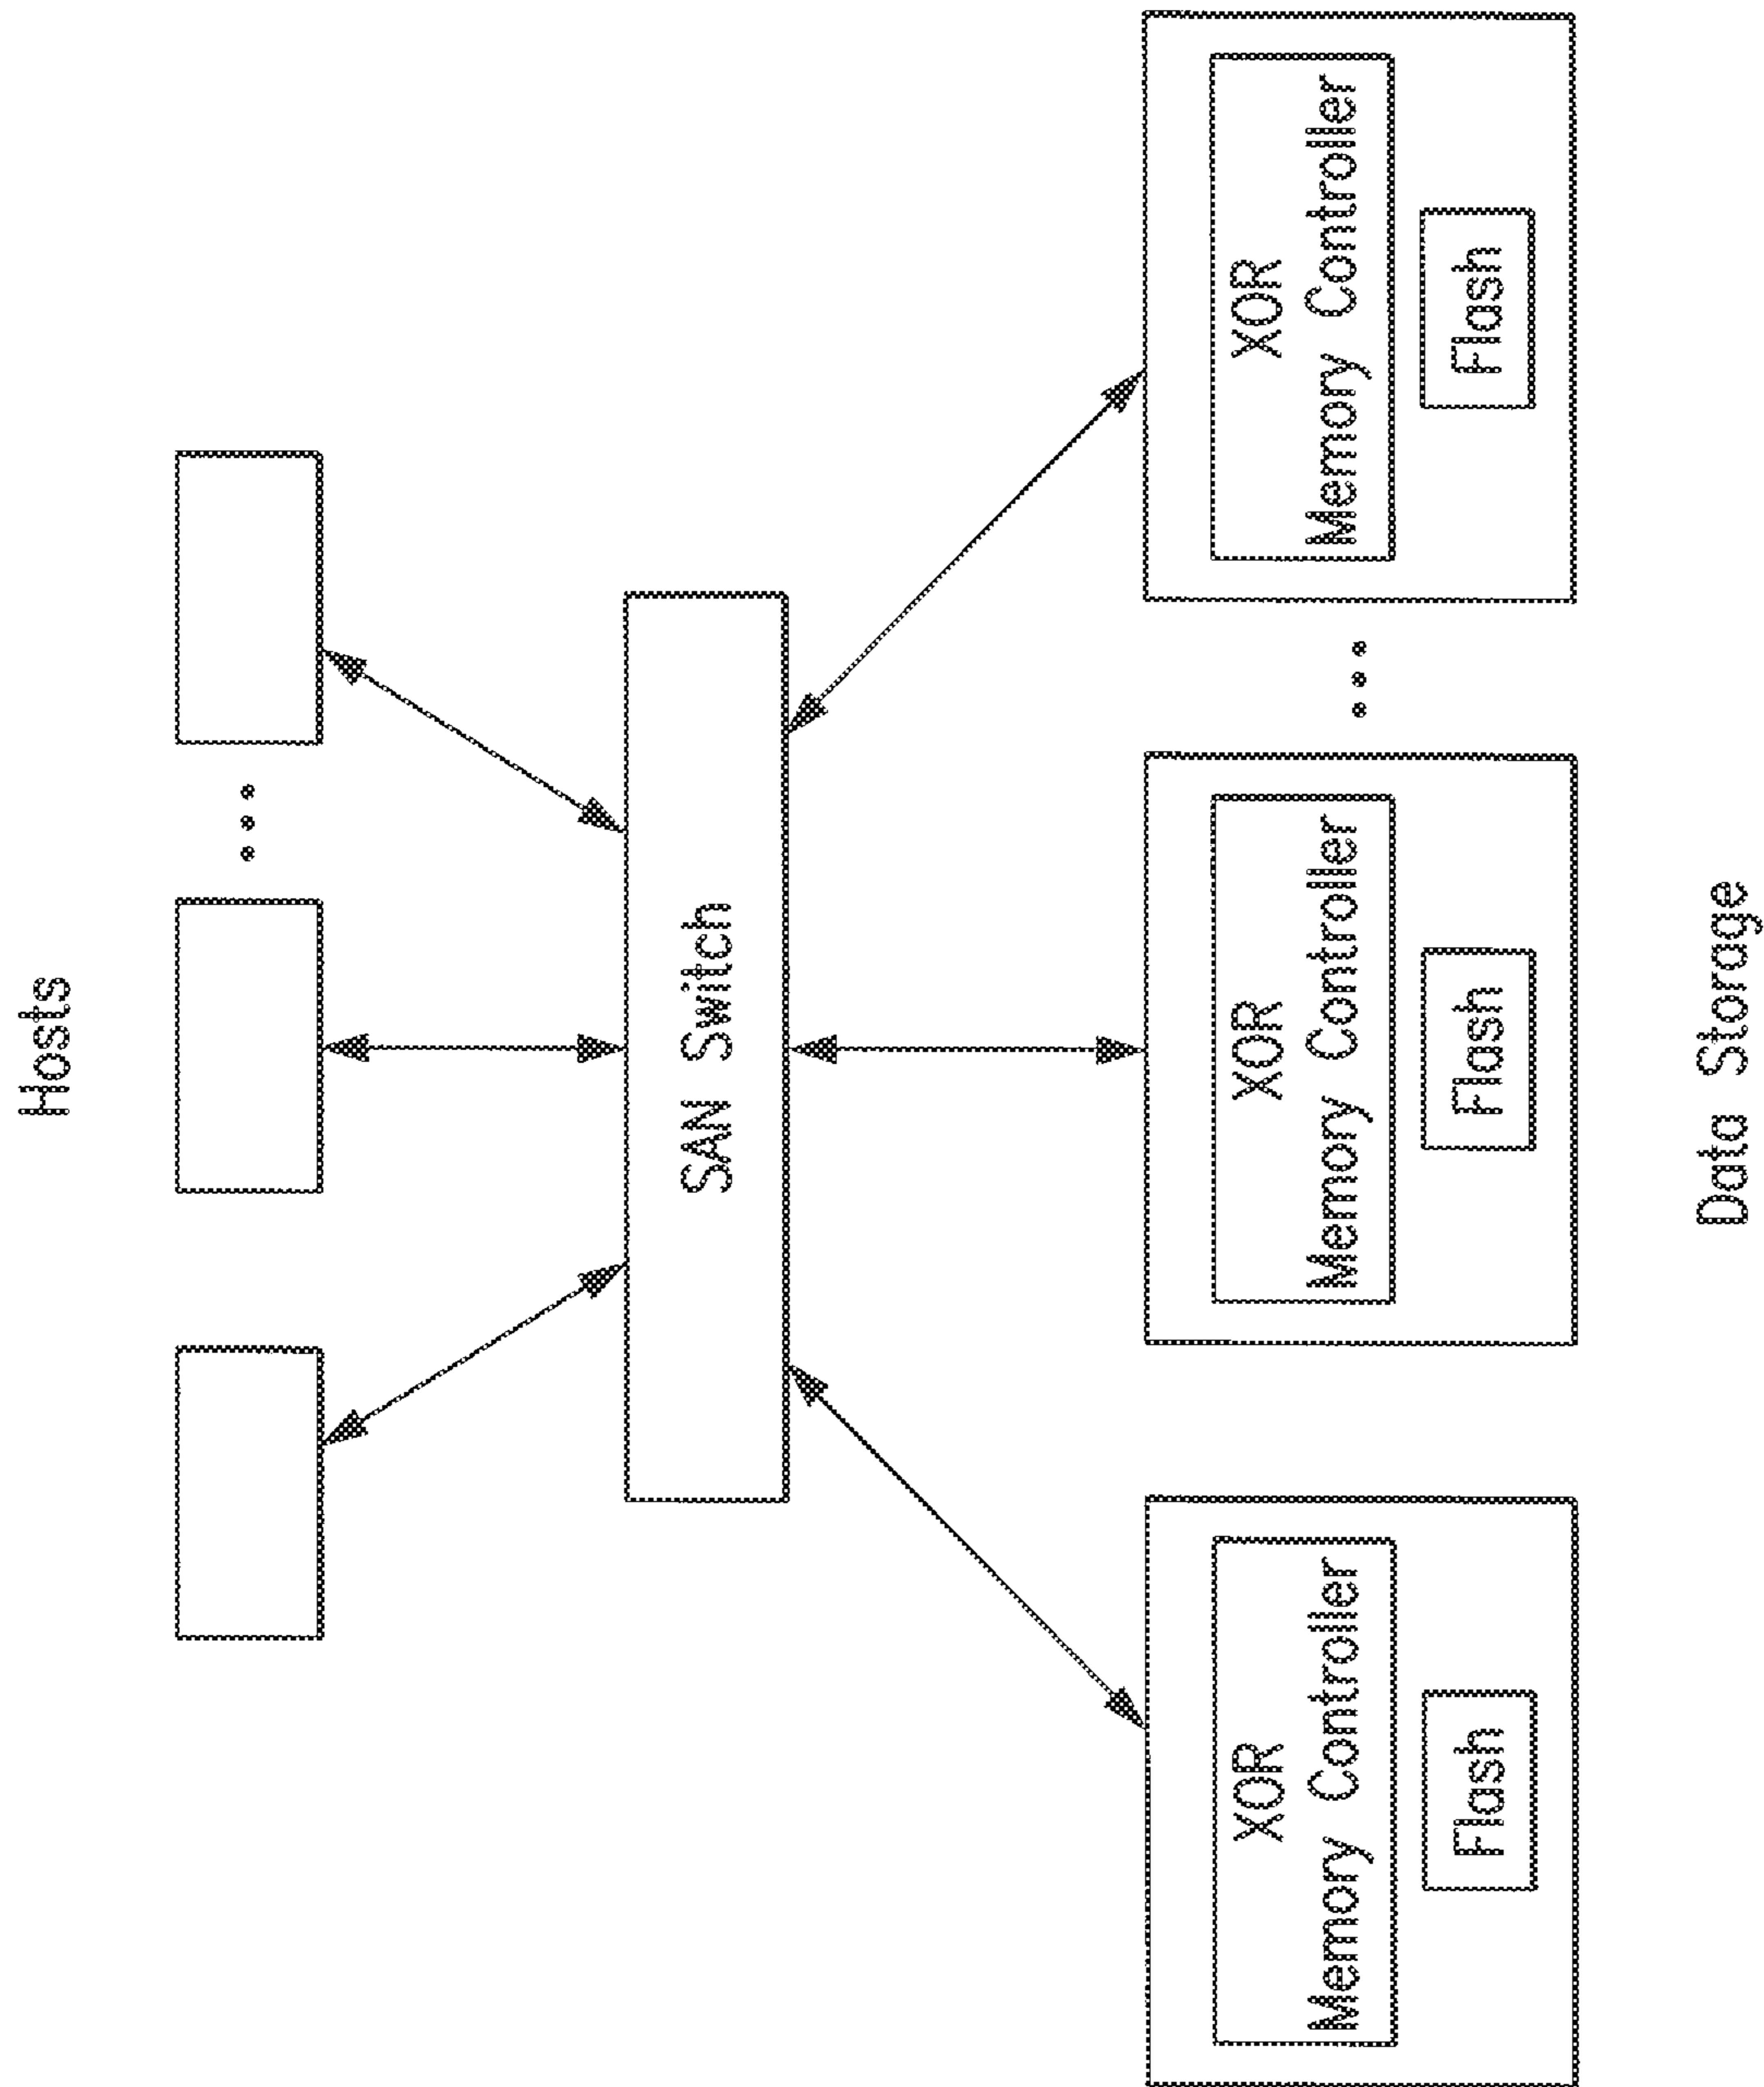 Hosts
SAN Switch
XOR
Memory Controller
Flash
XOR
Memory Controller
Flash
XOR
Memory Controller
Flash
Data Storage